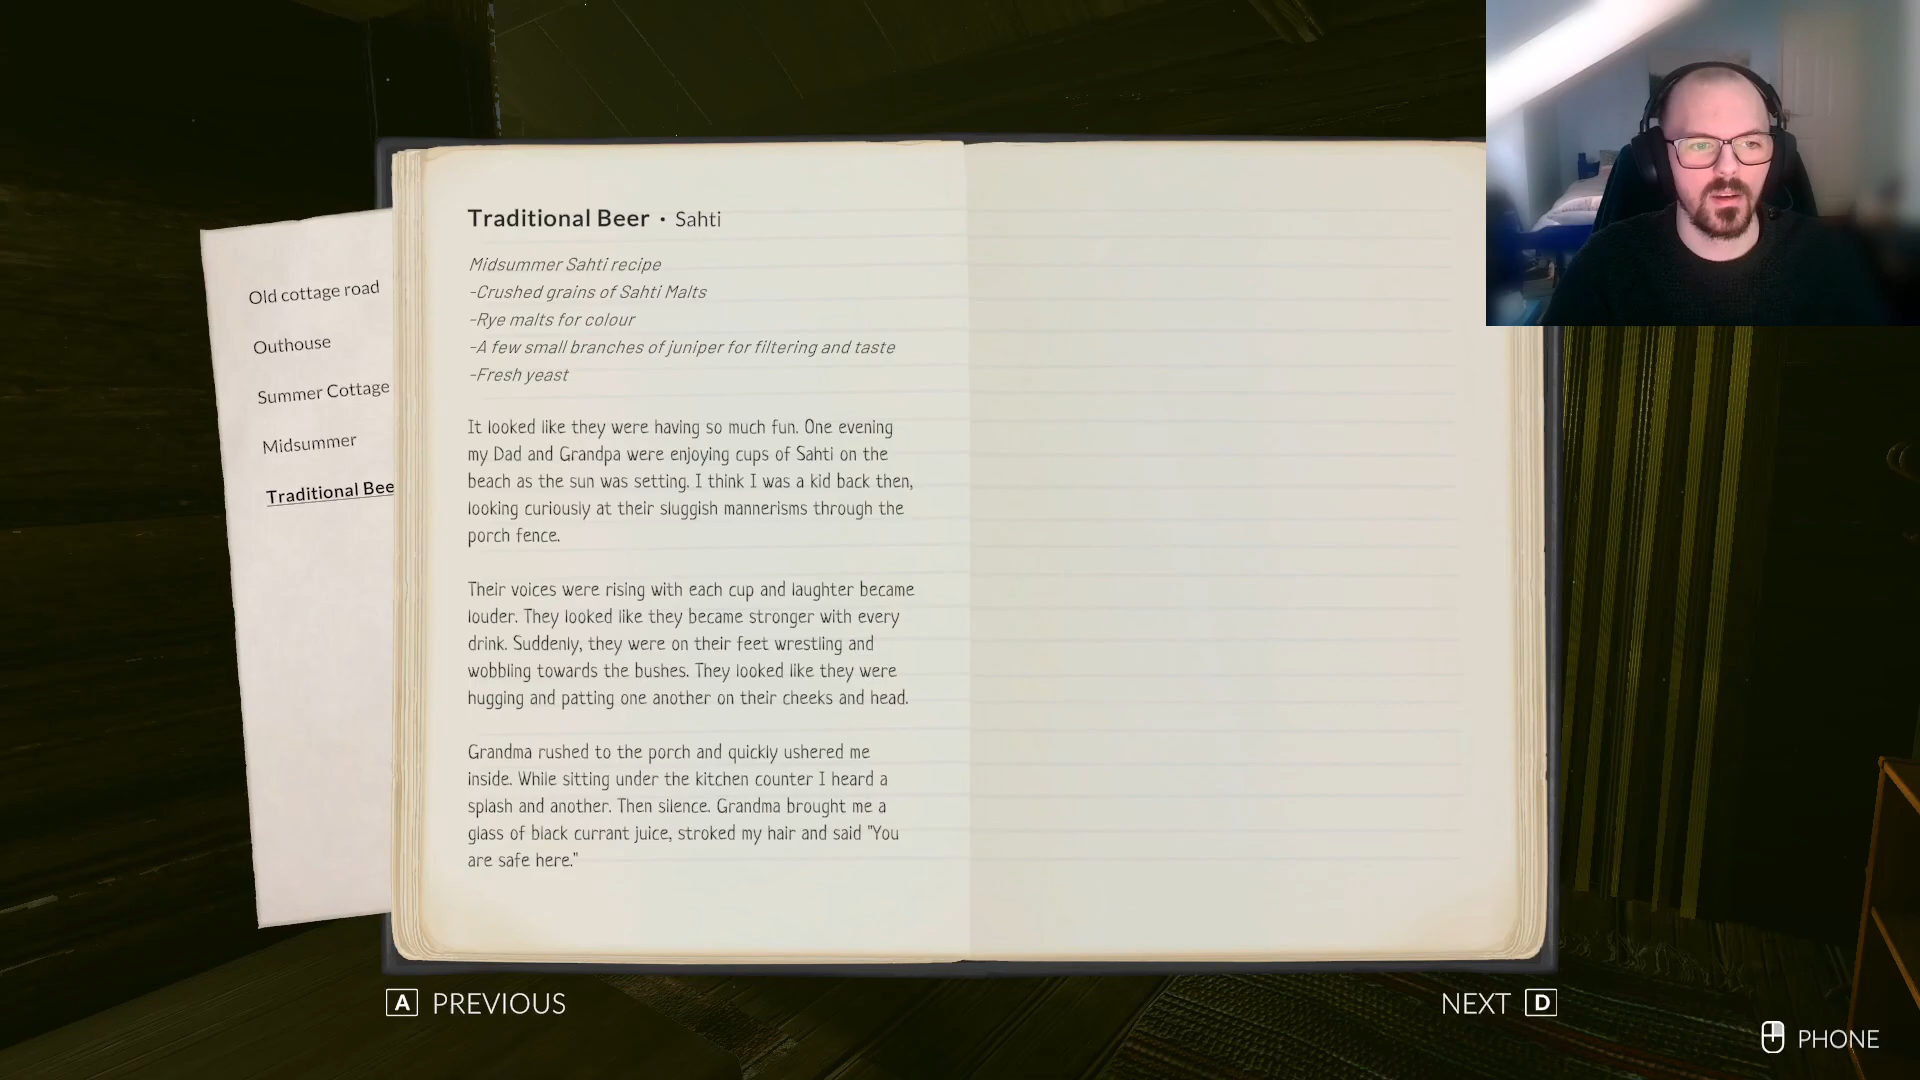 Old cottage road
Outhouse
Summer Cottage
Midsummer
Traditional Bee
Traditional Beer · Sahti
Midsummer Sahti recipe
-Crushed grains of Sahti Malts
-Rye malts for colour
-A few small branches of juniper for filtering and taste
-Fresh yeast
It looked like they were having so much fun. One evening
my Dad and Grandpa were enjoying cups of Sahti on the
beach as the sun was setting. I think I was a kid back then,
looking curiously at their sluggish mannerisms through the
porch fence.
Their voices were rising with each cup and laughter became
louder. They looked like they became stronger with every
drink. Suddenly, they were on their feet wrestling and
wobbling towards the bushes. They looked like they were
hugging and patting one another on their cheeks and head.
Grandma rushed to the porch and quickly ushered me
inside. While sitting under the kitchen counter I heard a
splash and another. Then silence. Grandma brought me a
glass of black currant juice, stroked my hair and said "You
are safe here."
A PREVIOUS
NEXT D
PHONE